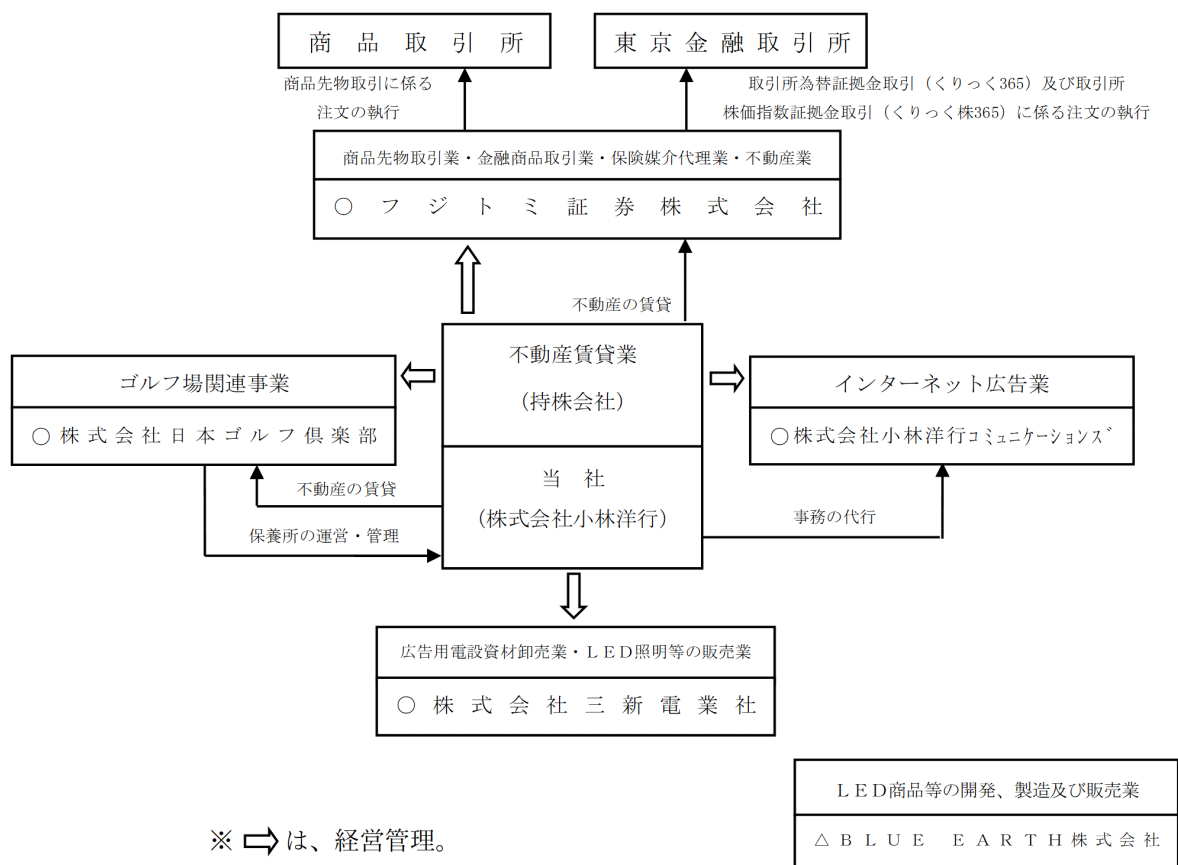 商品取引所
東京金融取引所
商品先物取引に係る
注文の執行
取引所為替証拠金取引（くりっく365）及び取引所
株価指数証拠金取引（くりっく株365）に係る注文の執行
商品先物取引業・金融商品取引業・保険媒介代理業・不動産業
○フジトミ証券株式会社
不動産の賃貸
不動産賃貸業
（持株会社）
当　社
（株式会社小林洋行）
ゴルフ場関連事業
○株式会社日本ゴルフ倶楽部
インターネット広告業
○株式会社小林洋行ｺﾐｭﾆｹｰｼｮﾝｽﾞ
不動産の賃貸
保養所の運営・管理
事務の代行
広告用電設資材卸売業・ＬＥＤ照明等の販売業
○株式会社三新電業社
ＬＥＤ商品等の開発、製造及び販売業
△ＢＬＵＥ　ＥＡＲＴＨ株式会社
※ ⇨ は、経営管理。